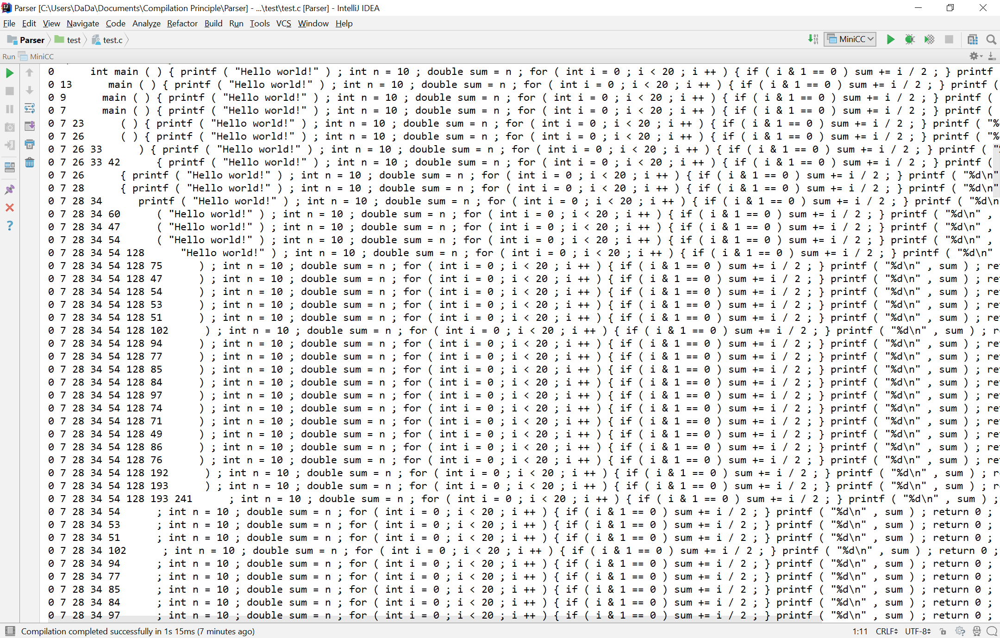 Parser [C:\Users\DaDa\Documents\Compilation Principle\Parser] - ...\test\test.c [Parser] - IntelliJ IDEA
File Edit View Navigate Code Analyze Refactor Build Run Tools VCS Window Help
Parser test test.c MiniCC
Run MiniCC
0 int main ( ) { printf ( "Hello world!" ) ; int n = 10 ; double sum = n ; for ( int i = 0 ; i < 20 ; i ++ ) { if ( i & 1 == 0 ) sum += i / 2 ; } printf
0 13 main ( ) { printf ( "Hello world!" ) ; int n = 10 ; double sum = n ; for ( int i = 0 ; i < 20 ; i ++ ) { if ( i & 1 == 0 ) sum += i / 2 ; } printf (
0 9 main ( ) { printf ( "Hello world!" ) ; int n = 10 ; double sum = n ; for ( int i = 0 ; i < 20 ; i ++ ) { if ( i & 1 == 0 ) sum += i / 2 ; } printf (
0 7 main ( ) { printf ( "Hello world!" ) ; int n = 10 ; double sum = n ; for ( int i = 0 ; i < 20 ; i ++ ) { if ( i & 1 == 0 ) sum += i / 2 ; } printf (
0 7 23 ( ) { printf ( "Hello world!" ) ; int n = 10 ; double sum = n ; for ( int i = 0 ; i < 20 ; i ++ ) { if ( i & 1 == 0 ) sum += i / 2 ; } printf ( "%
0 7 26 ( ) { printf ( "Hello world!" ) ; int n = 10 ; double sum = n ; for ( int i = 0 ; i < 20 ; i ++ ) { if ( i & 1 == 0 ) sum += i / 2 ; } printf ( "%
0 7 26 33 ) { printf ( "Hello world!" ) ; int n = 10 ; double sum = n ; for ( int i = 0 ; i < 20 ; i ++ ) { if ( i & 1 == 0 ) sum += i / 2 ; } printf ( "
0 7 26 33 42 { printf ( "Hello world!" ) ; int n = 10 ; double sum = n ; for ( int i = 0 ; i < 20 ; i ++ ) { if ( i & 1 == 0 ) sum += i / 2 ; } printf (
0 7 26 { printf ( "Hello world!" ) ; int n = 10 ; double sum = n ; for ( int i = 0 ; i < 20 ; i ++ ) { if ( i & 1 == 0 ) sum += i / 2 ; } printf ( "%d\n"
0 7 28 { printf ( "Hello world!" ) ; int n = 10 ; double sum = n ; for ( int i = 0 ; i < 20 ; i ++ ) { if ( i & 1 == 0 ) sum += i / 2 ; } printf ( "%d\n"
0 7 28 34 printf ( "Hello world!" ) ; int n = 10 ; double sum = n ; for ( int i = 0 ; i < 20 ; i ++ ) { if ( i & 1 == 0 ) sum += i / 2 ; } printf ( "%d\n
0 7 28 34 60 ( "Hello world!" ) ; int n = 10 ; double sum = n ; for ( int i = 0 ; i < 20 ; i ++ ) { if ( i & 1 == 0 ) sum += i / 2 ; } printf ( "%d\n" ,
0 7 28 34 47 ( "Hello world!" ) ; int n = 10 ; double sum = n ; for ( int i = 0 ; i < 20 ; i ++ ) { if ( i & 1 == 0 ) sum += i / 2 ; } printf ( "%d\n" ,
0 7 28 34 54 ( "Hello world!" ) ; int n = 10 ; double sum = n ; for ( int i = 0 ; i < 20 ; i ++ ) { if ( i & 1 == 0 ) sum += i / 2 ; } printf ( "%d\n" ,
0 7 28 34 54 128 "Hello world!" ) ; int n = 10 ; double sum = n ; for ( int i = 0 ; i < 20 ; i ++ ) { if ( i & 1 == 0 ) sum += i / 2 ; } printf ( "%d\n"
0 7 28 34 54 128 75 ) ; int n = 10 ; double sum = n ; for ( int i = 0 ; i < 20 ; i ++ ) { if ( i & 1 == 0 ) sum += i / 2 ; } printf ( "%d\n" , sum ) ; re
0 7 28 34 54 128 47 ) ; int n = 10 ; double sum = n ; for ( int i = 0 ; i < 20 ; i ++ ) { if ( i & 1 == 0 ) sum += i / 2 ; } printf ( "%d\n" , sum ) ; re
0 7 28 34 54 128 54 ) ; int n = 10 ; double sum = n ; for ( int i = 0 ; i < 20 ; i ++ ) { if ( i & 1 == 0 ) sum += i / 2 ; } printf ( "%d\n" , sum ) ; re
0 7 28 34 54 128 53 ) ; int n = 10 ; double sum = n ; for ( int i = 0 ; i < 20 ; i ++ ) { if ( i & 1 == 0 ) sum += i / 2 ; } printf ( "%d\n" , sum ) ; re
0 7 28 34 54 128 51 ) ; int n = 10 ; double sum = n ; for ( int i = 0 ; i < 20 ; i ++ ) { if ( i & 1 == 0 ) sum += i / 2 ; } printf ( "%d\n" , sum ) ; re
0 7 28 34 54 128 102 ) ; int n = 10 ; double sum = n ; for ( int i = 0 ; i < 20 ; i ++ ) { if ( i & 1 == 0 ) sum += i / 2 ; } printf ( "%d\n" , sum ) ; r
0 7 28 34 54 128 94 ) ; int n = 10 ; double sum = n ; for ( int i = 0 ; i < 20 ; i ++ ) { if ( i & 1 == 0 ) sum += i / 2 ; } printf ( "%d\n" , sum ) ; re
0 7 28 34 54 128 77 ) ; int n = 10 ; double sum = n ; for ( int i = 0 ; i < 20 ; i ++ ) { if ( i & 1 == 0 ) sum += i / 2 ; } printf ( "%d\n" , sum ) ; re
0 7 28 34 54 128 85 ) ; int n = 10 ; double sum = n ; for ( int i = 0 ; i < 20 ; i ++ ) { if ( i & 1 == 0 ) sum += i / 2 ; } printf ( "%d\n" , sum ) ; re
0 7 28 34 54 128 84 ) ; int n = 10 ; double sum = n ; for ( int i = 0 ; i < 20 ; i ++ ) { if ( i & 1 == 0 ) sum += i / 2 ; } printf ( "%d\n" , sum ) ; re
0 7 28 34 54 128 97 ) ; int n = 10 ; double sum = n ; for ( int i = 0 ; i < 20 ; i ++ ) { if ( i & 1 == 0 ) sum += i / 2 ; } printf ( "%d\n" , sum ) ; re
0 7 28 34 54 128 74 ) ; int n = 10 ; double sum = n ; for ( int i = 0 ; i < 20 ; i ++ ) { if ( i & 1 == 0 ) sum += i / 2 ; } printf ( "%d\n" , sum ) ; re
0 7 28 34 54 128 71 ) ; int n = 10 ; double sum = n ; for ( int i = 0 ; i < 20 ; i ++ ) { if ( i & 1 == 0 ) sum += i / 2 ; } printf ( "%d\n" , sum ) ; re
0 7 28 34 54 128 49 ) ; int n = 10 ; double sum = n ; for ( int i = 0 ; i < 20 ; i ++ ) { if ( i & 1 == 0 ) sum += i / 2 ; } printf ( "%d\n" , sum ) ; re
0 7 28 34 54 128 86 ) ; int n = 10 ; double sum = n ; for ( int i = 0 ; i < 20 ; i ++ ) { if ( i & 1 == 0 ) sum += i / 2 ; } printf ( "%d\n" , sum ) ; re
0 7 28 34 54 128 76 ) ; int n = 10 ; double sum = n ; for ( int i = 0 ; i < 20 ; i ++ ) { if ( i & 1 == 0 ) sum += i / 2 ; } printf ( "%d\n" , sum ) ; re
0 7 28 34 54 128 192 ) ; int n = 10 ; double sum = n ; for ( int i = 0 ; i < 20 ; i ++ ) { if ( i & 1 == 0 ) sum += i / 2 ; } printf ( "%d\n" , sum ) ; r
0 7 28 34 54 128 193 ) ; int n = 10 ; double sum = n ; for ( int i = 0 ; i < 20 ; i ++ ) { if ( i & 1 == 0 ) sum += i / 2 ; } printf ( "%d\n" , sum ) ; r
0 7 28 34 54 128 193 241 ; int n = 10 ; double sum = n ; for ( int i = 0 ; i < 20 ; i ++ ) { if ( i & 1 == 0 ) sum += i / 2 ; } printf ( "%d\n" , sum ) ;
0 7 28 34 54 ; int n = 10 ; double sum = n ; for ( int i = 0 ; i < 20 ; i ++ ) { if ( i & 1 == 0 ) sum += i / 2 ; } printf ( "%d\n" , sum ) ; return 0 ;
0 7 28 34 53 ; int n = 10 ; double sum = n ; for ( int i = 0 ; i < 20 ; i ++ ) { if ( i & 1 == 0 ) sum += i / 2 ; } printf ( "%d\n" , sum ) ; return 0 ;
0 7 28 34 51 ; int n = 10 ; double sum = n ; for ( int i = 0 ; i < 20 ; i ++ ) { if ( i & 1 == 0 ) sum += i / 2 ; } printf ( "%d\n" , sum ) ; return 0 ;
0 7 28 34 102 ; int n = 10 ; double sum = n ; for ( int i = 0 ; i < 20 ; i ++ ) { if ( i & 1 == 0 ) sum += i / 2 ; } printf ( "%d\n" , sum ) ; return 0 ;
0 7 28 34 94 ; int n = 10 ; double sum = n ; for ( int i = 0 ; i < 20 ; i ++ ) { if ( i & 1 == 0 ) sum += i / 2 ; } printf ( "%d\n" , sum ) ; return 0 ;
0 7 28 34 77 ; int n = 10 ; double sum = n ; for ( int i = 0 ; i < 20 ; i ++ ) { if ( i & 1 == 0 ) sum += i / 2 ; } printf ( "%d\n" , sum ) ; return 0 ;
0 7 28 34 85 ; int n = 10 ; double sum = n ; for ( int i = 0 ; i < 20 ; i ++ ) { if ( i & 1 == 0 ) sum += i / 2 ; } printf ( "%d\n" , sum ) ; return 0 ;
0 7 28 34 84 ; int n = 10 ; double sum = n ; for ( int i = 0 ; i < 20 ; i ++ ) { if ( i & 1 == 0 ) sum += i / 2 ; } printf ( "%d\n" , sum ) ; return 0 ;
0 7 28 34 97 ; int n = 10 ; double sum = n ; for ( int i = 0 ; i < 20 ; i ++ ) { if ( i & 1 == 0 ) sum += i / 2 ; } printf ( "%d\n" , sum ) ; return 0 ;
Compilation completed successfully in 1s 15ms (7 minutes ago) 1:11 CRLF UTF-8